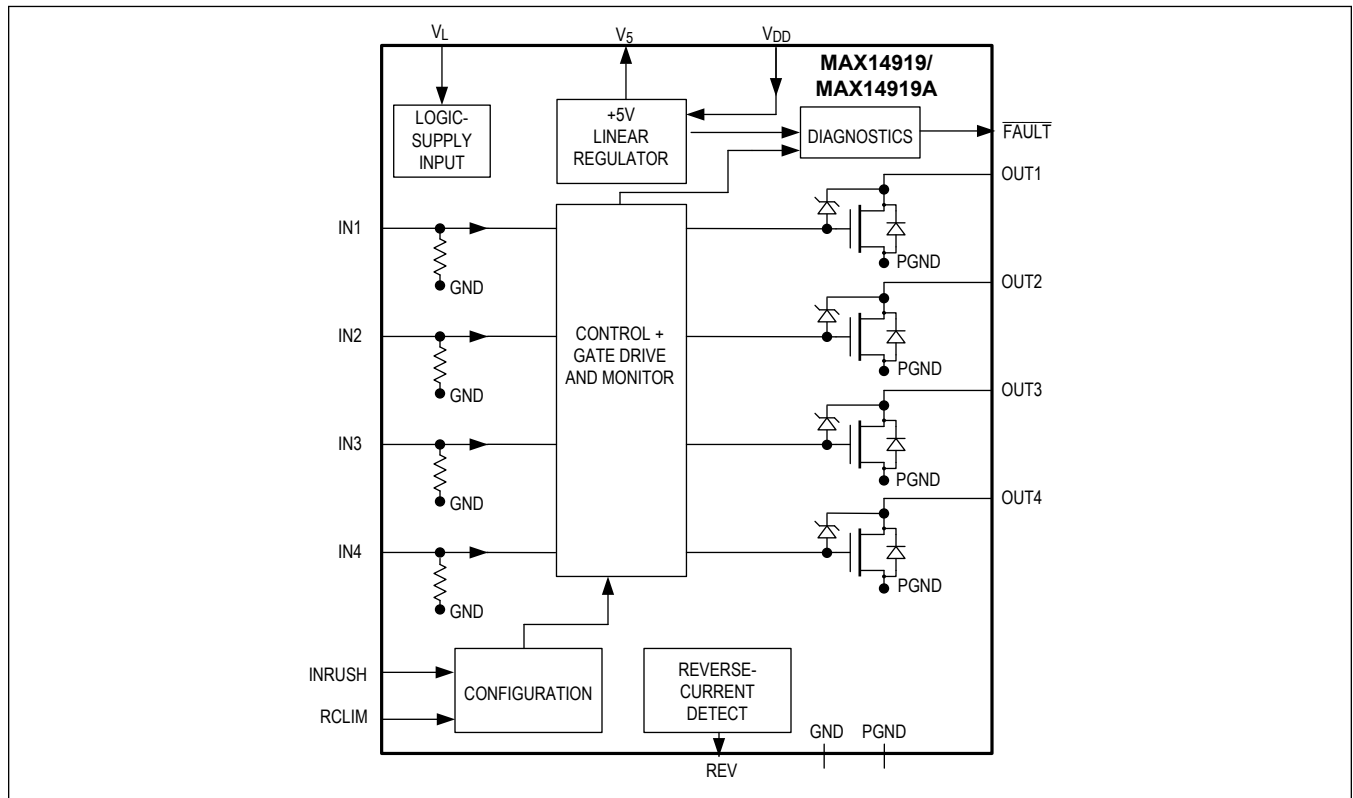 VL
V5
VDD
MAX14919/
MAX14919A
LOGIC-
SUPPLY
INPUT
+5V
LINEAR
REGULATOR
DIAGNOSTICS
FAULT
OUT1
IN1
GND
PGND
OUT2
IN2
GND
CONTROL +
GATE DRIVE
AND MONITOR
PGND
OUT3
IN3
GND
PGND
OUT4
IN4
GND
PGND
INRUSH
RCLIM
CONFIGURATION
REVERSE-
CURRENT
DETECT
GND
PGND
REV